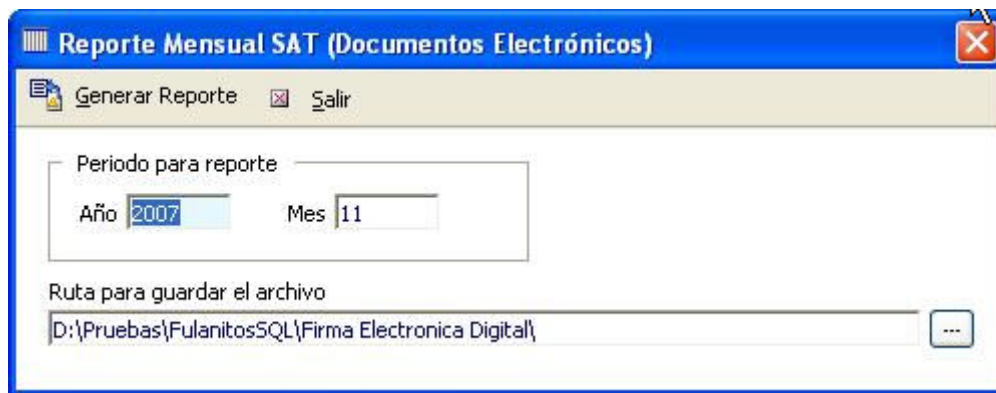 Reporte Mensual SAT (Documentos Electrónicos)
Generar Reporte Salir
Periodo para reporte
Año 2007 Mes 11
Ruta para guardar el archivo
D:\Pruebas\FulanitosSQL\Firma Electronica Digital\ ...